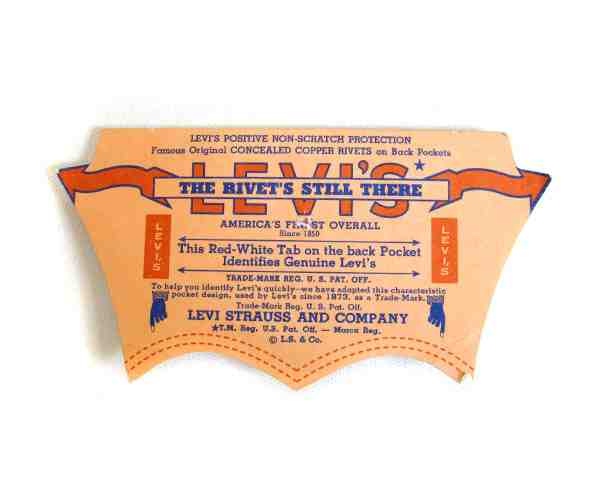 LEVI'S POSITIVE NON-SCRATCH PROTECTION
Famous Original CONCEALED COPPER RIVETS on Back Pockets
LEVI'S★
THE RIVET'S STILL THERE
AMERICA'S FINEST OVERALL
Since 1850
This Red-White Tab on the back Pocket
Identifies Genuine Levi's
LEVI'S
LEVI'S
TRADE-MARK REG. U. S. PAT. OFF.
To help you identify Levi's quickly—we have adopted this characteristic
pocket design, used by Levi's since 1873, as a Trade-Mark.
Trade-Mark Reg. U. S. Pat. Off.
LEVI STRAUSS AND COMPANY
★T.M. Reg. U.S. Pat. Off. — Marca Reg.
© L.S. & Co.